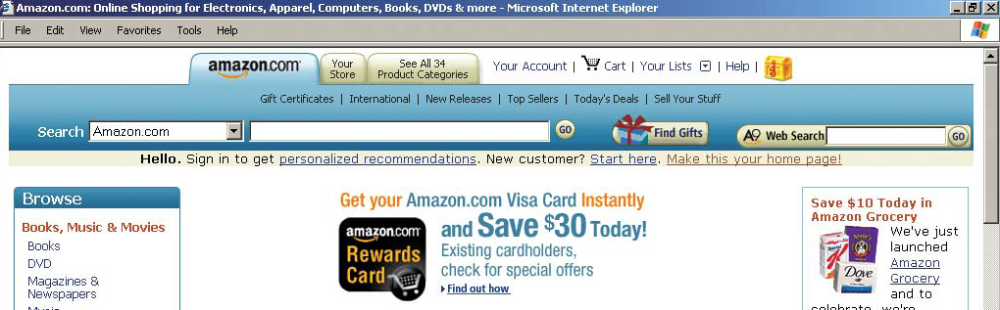 Amazon.com: Online Shopping for Electronics, Apparel, Computers, Books, DVDs & more - Microsoft Internet Explorer
File Edit View Favorites Tools Help
amazon.com Your Store See All 34 Product Categories Your Account | Cart | Your Lists | Help |
Gift Certificates | International | New Releases | Top Sellers | Today's Deals | Sell Your Stuff
Search Amazon.com GO Find Gifts A9 Web Search GO
Hello. Sign in to get personalized recommendations. New customer? Start here. Make this your home page!
Browse
Books, Music & Movies
Books
DVD
Magazines &
Newspapers
Music
Get your Amazon.com Visa Card Instantly
and Save $30 Today!
Existing cardholders,
check for special offers
Find out how
amazon.com
Rewards
Card
Save $10 Today in
Amazon Grocery
We've just
launched
Amazon
Grocery
and to
celebrate, we're
Dove